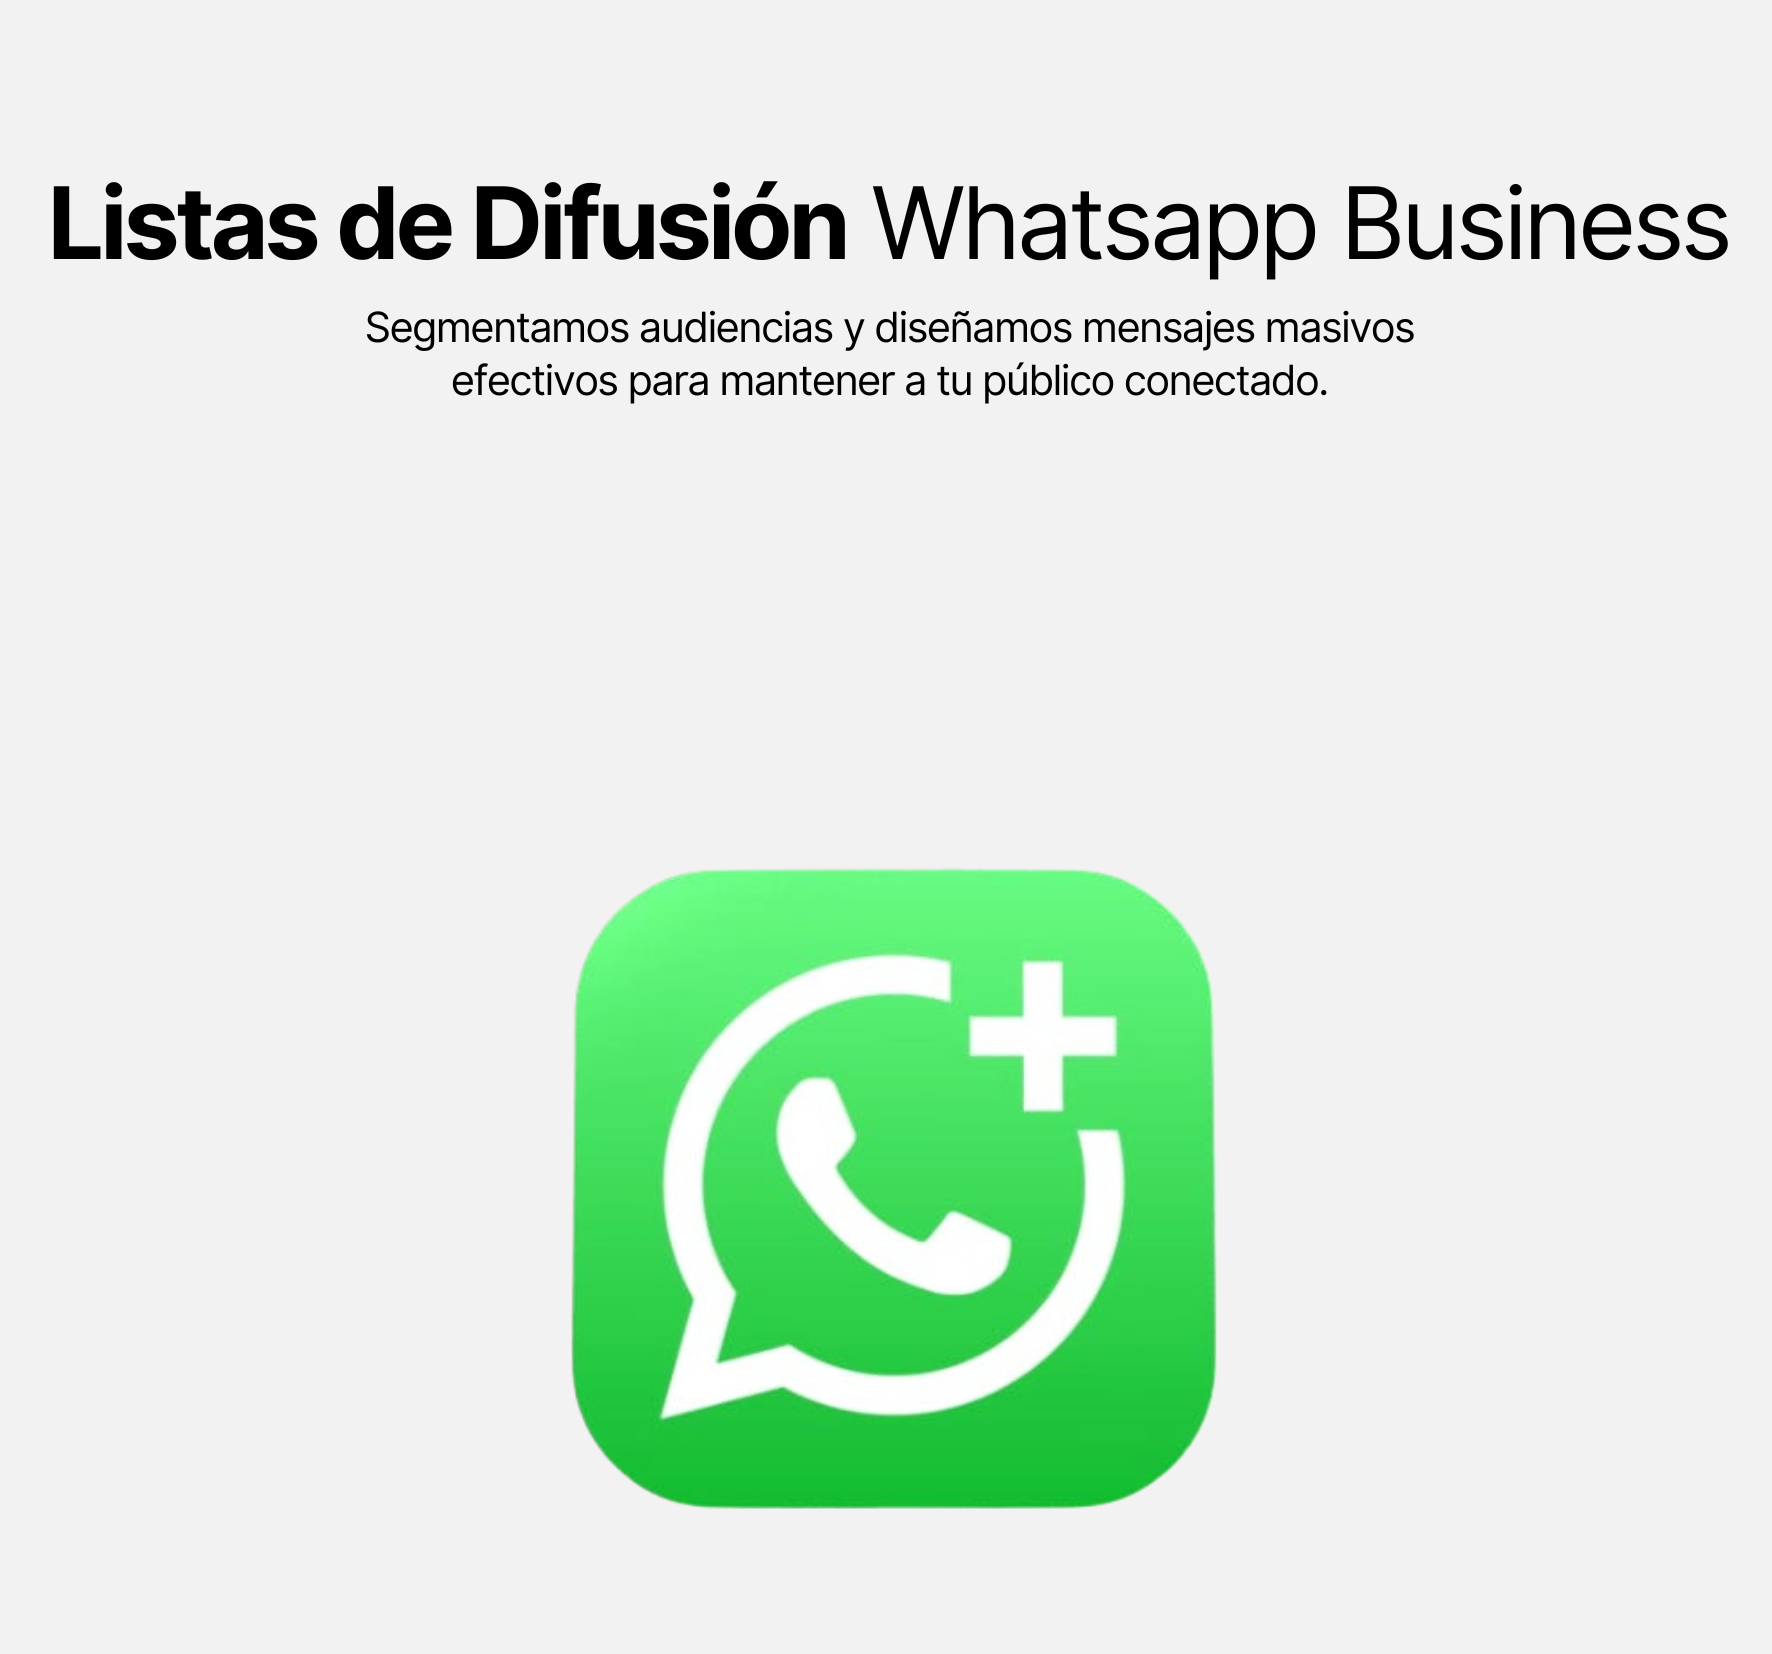 Listas de Difusión Whatsapp Business
Segmentamos audiencias y diseñamos mensajes masivos
efectivos para mantener a tu público conectado.